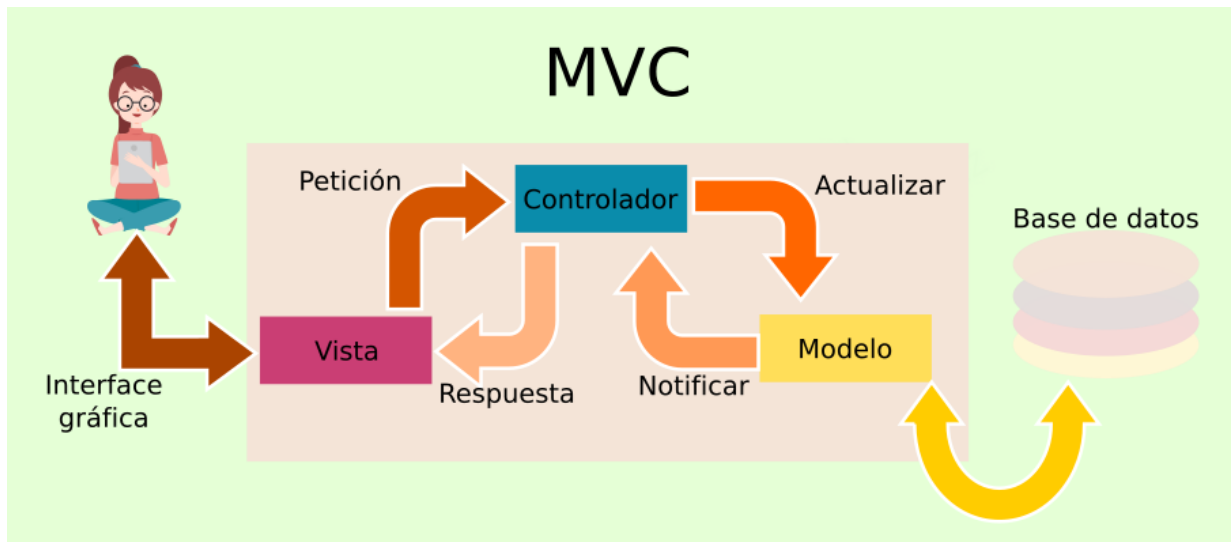 MVC
Petición
Controlador
Actualizar
Base de datos
Vista
Modelo
Interface
gráfica
Respuesta
Notificar